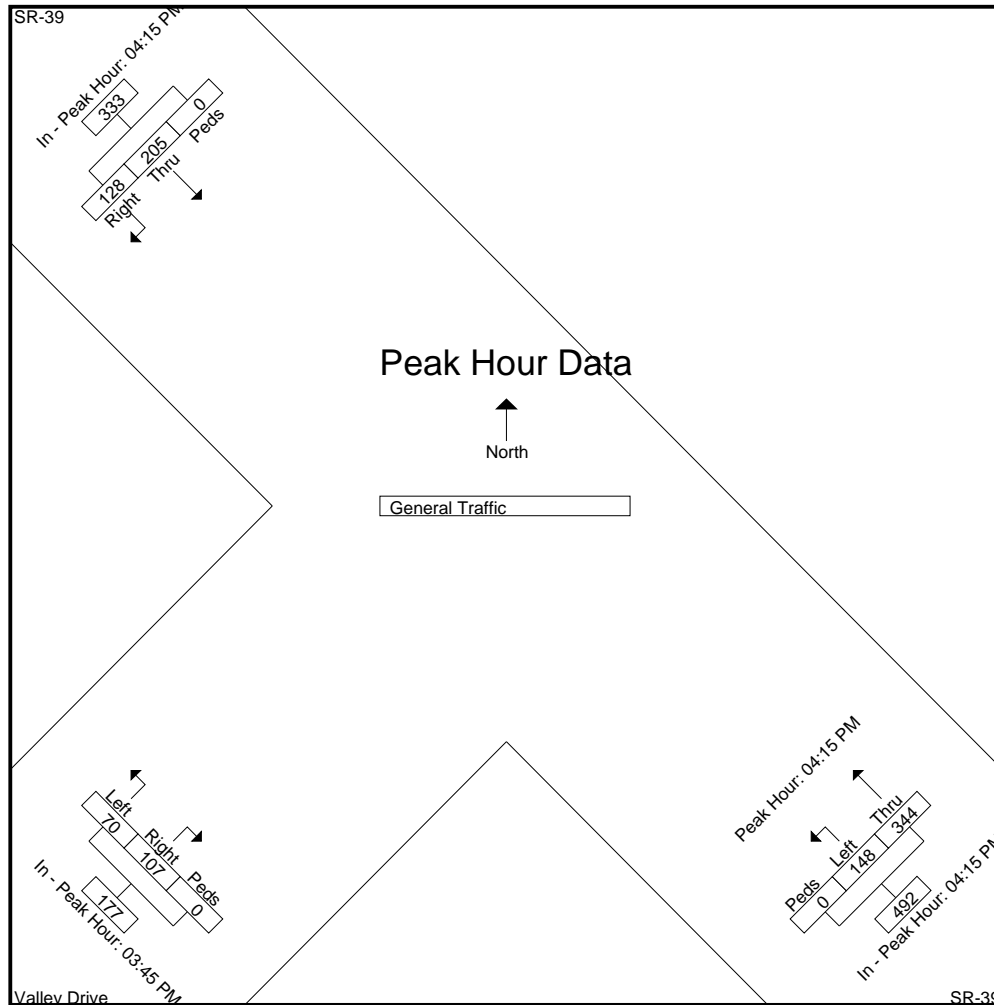 SR-39
In - Peak Hour: 04:15 PM
333
0
205
128
Peds
Thru
Right
Peak Hour Data
North
General Traffic
Left
Right
Peds
70
107
0
177
In - Peak Hour: 03:45 PM
Valley Drive
Peak Hour: 04:15 PM
Thru
Left
Peds
344
148
0
492
In - Peak Hour: 04:15 PM
SR-39